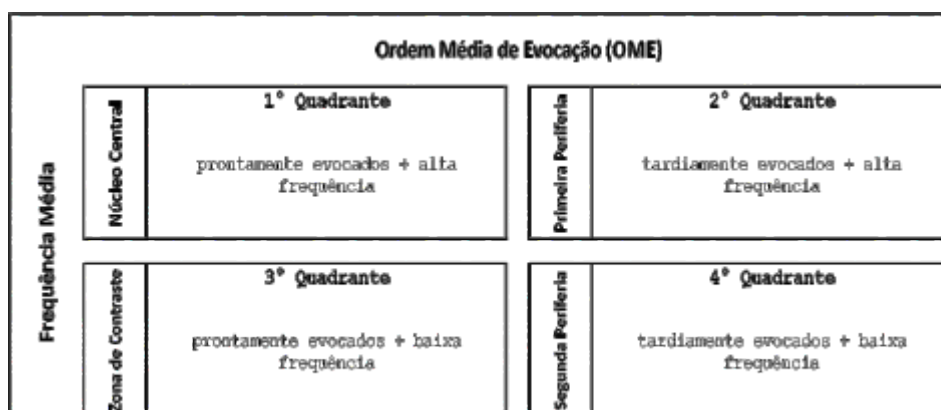 Ordem Média de Evocação (OME)
Frequência Média
Núcleo Central
1° Quadrante
prontamente evocados + alta
frequência
Primeira Periferia
2° Quadrante
tardiamente evocados + alta
frequência
Zona de Contraste
3° Quadrante
prontamente evocados + baixa
frequência
Segunda Periferia
4° Quadrante
tardiamente evocados + baixa
frequência